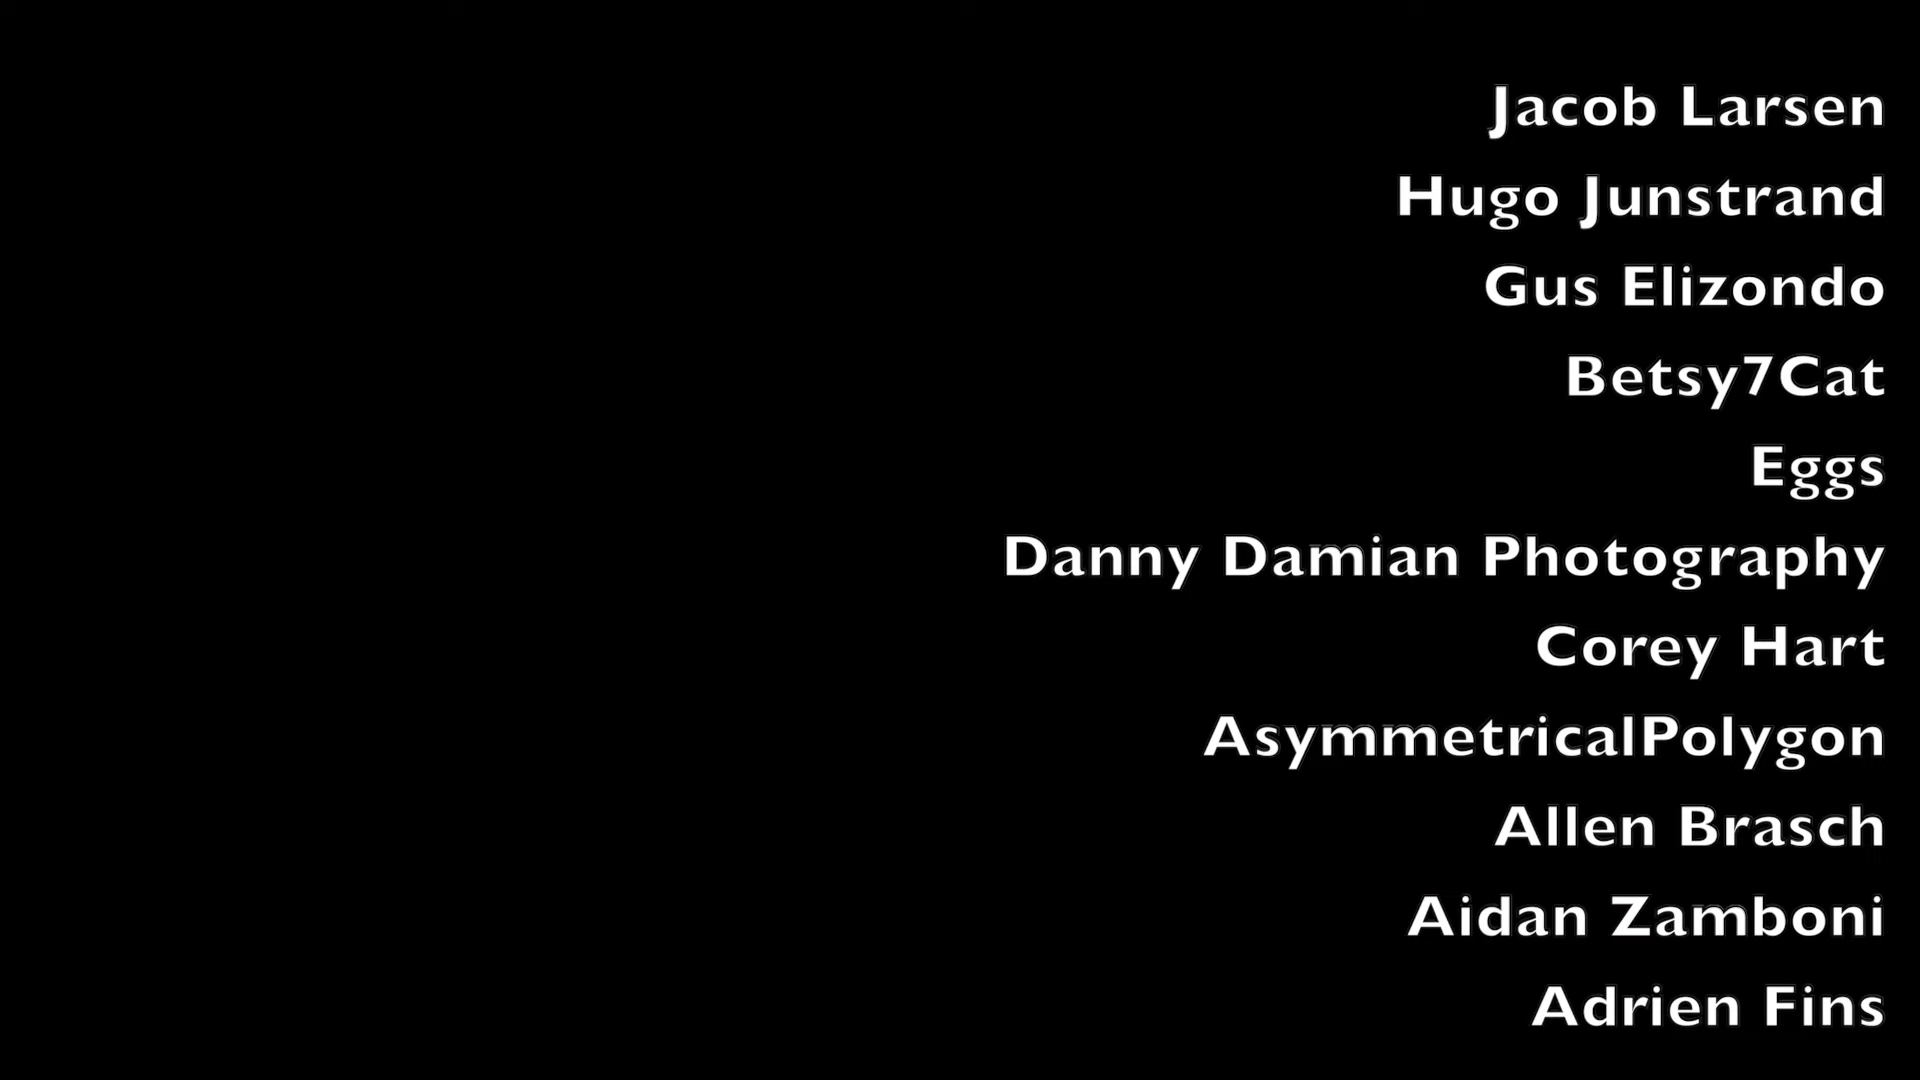 Jacob Larsen
Hugo Junstrand
Gus Elizondo
Betsy7Cat
Eggs
Danny Damian Photography
Corey Hart
AsymmetricalPolygon
Allen Brasch
Aidan Zamboni
Adrien Fins